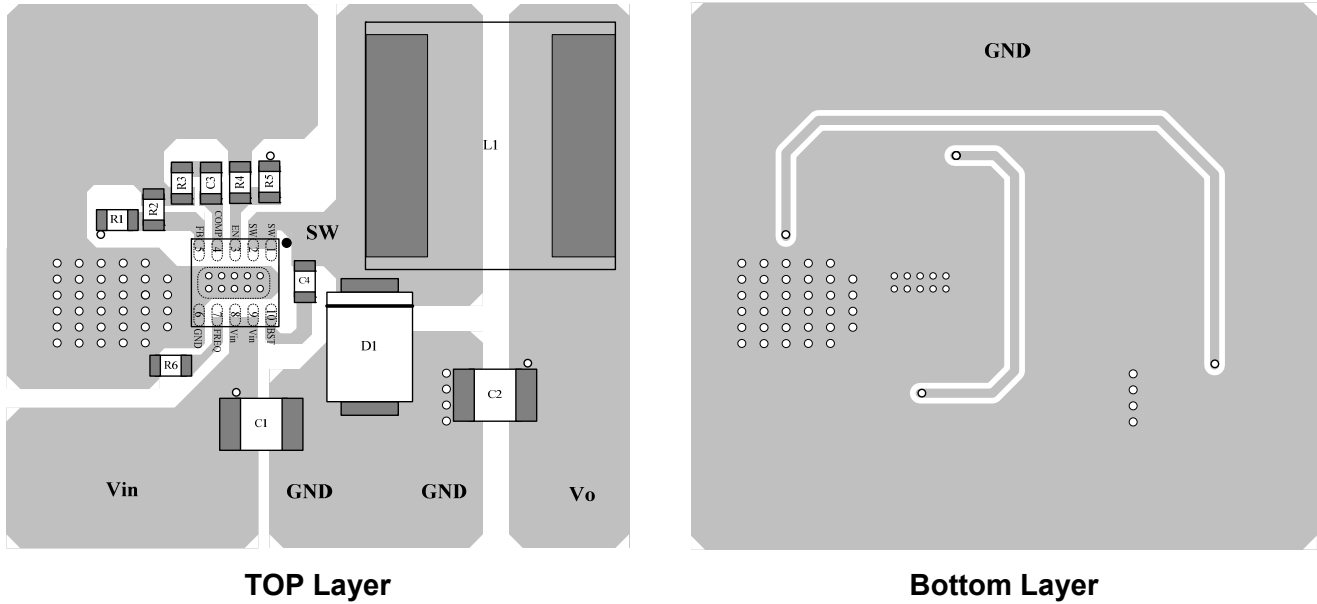 L1
R3
C3
R4
R5
R1
R2
FB
COMP
EN
SW
SW
5
4
3
2
1
SW
C4
6
7
8
9
10
GND
FREQ
Vin
Vin
BST
D1
R6
C1
C2
Vin
GND
GND
Vo
TOP Layer
GND
Bottom Layer